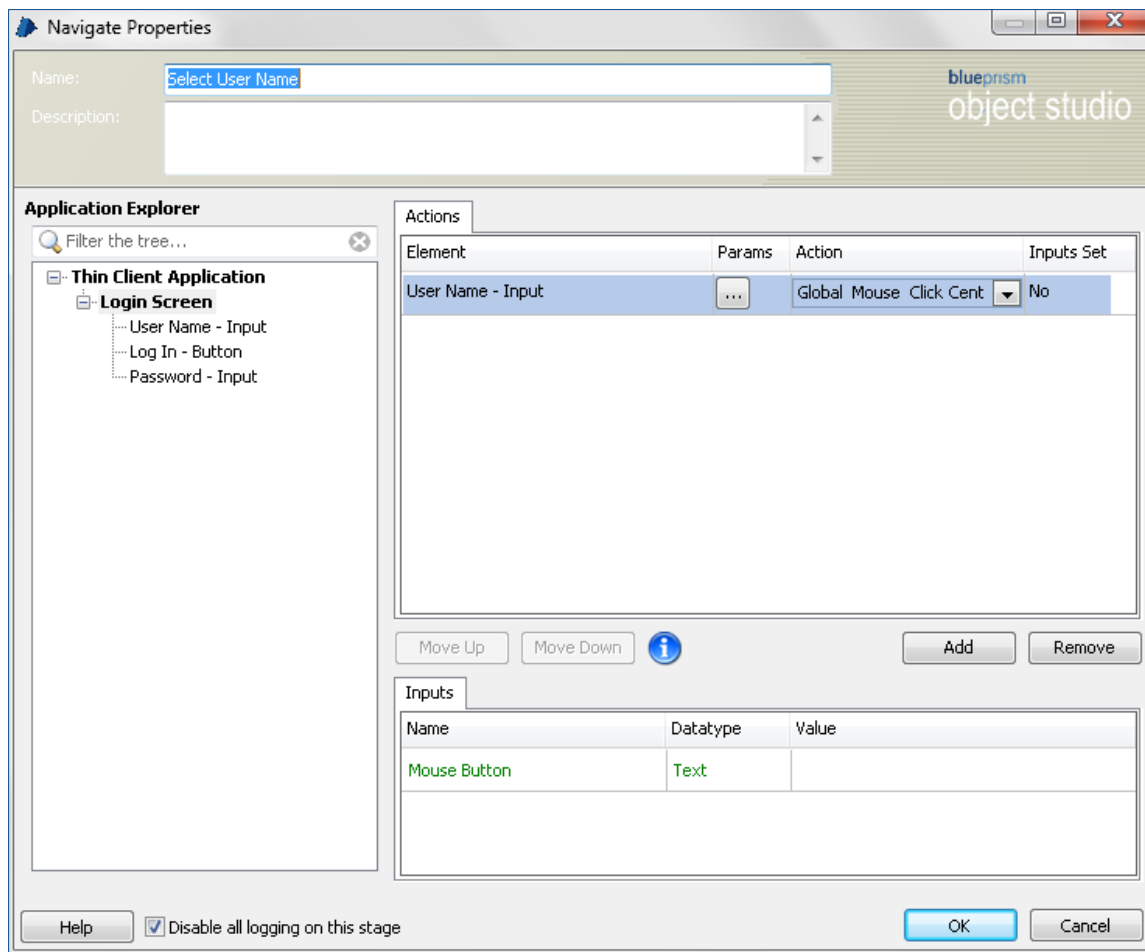 Navigate Properties
Name: Select User Name
Description:
blueprism
object studio
Application Explorer
Filter the tree...
Thin Client Application
Login Screen
User Name - Input
Log In - Button
Password - Input
Actions
Element Params Action Inputs Set
User Name - Input ... Global Mouse Click Cent No
Move Up Move Down Add Remove
Inputs
Name Datatype Value
Mouse Button Text
Help Disable all logging on this stage OK Cancel